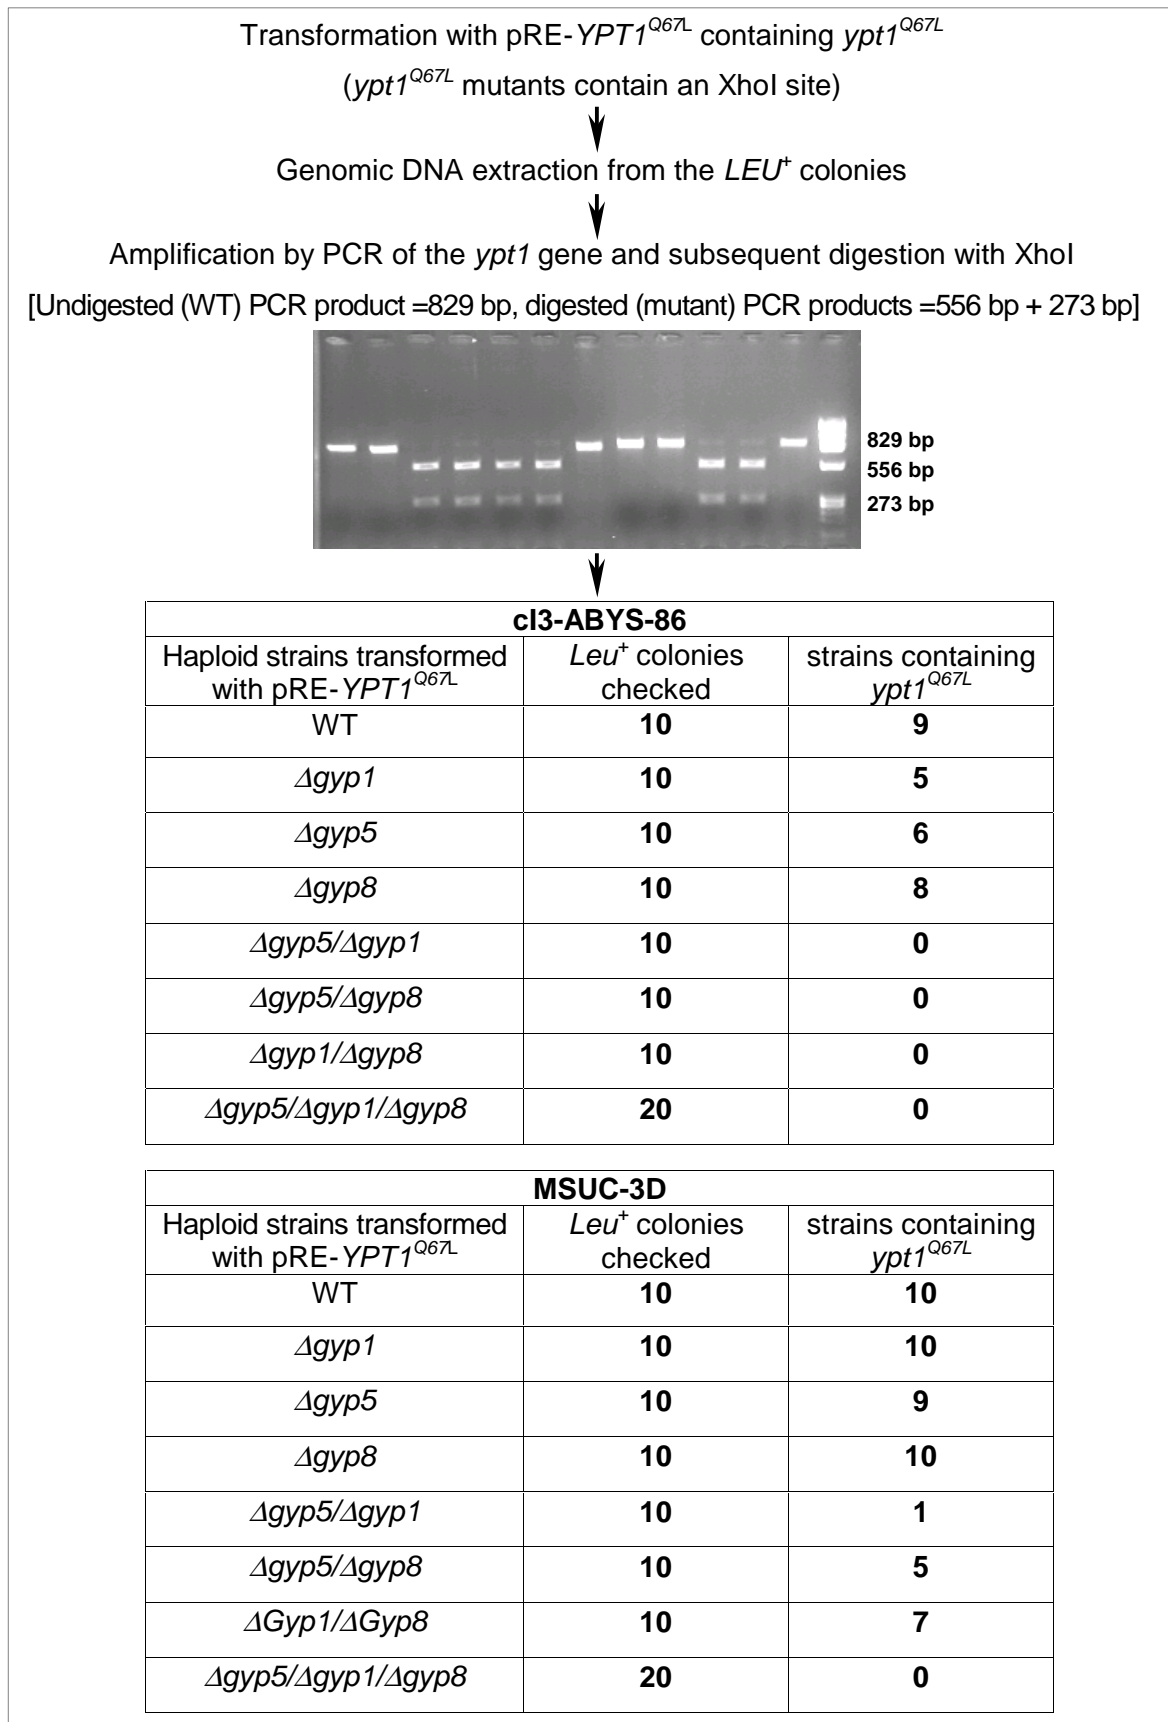 Transformation with pRE-YPT1Q67L containing ypt1Q67L
(ypt1Q67L mutants contain an XhoI site)
Genomic DNA extraction from the LEU+ colonies
Amplification by PCR of the ypt1 gene and subsequent digestion with XhoI
[Undigested (WT) PCR product =829 bp, digested (mutant) PCR products =556 bp + 273 bp]
829 bp
556 bp
273 bp
cl3-ABYS-86
Haploid strains transformed with pRE-YPT1Q67L Leu+ colonies checked strains containing ypt1Q67L
WT 10 9
Δgyp1 10 5
Δgyp5 10 6
Δgyp8 10 8
Δgyp5/Δgyp1 10 0
Δgyp5/Δgyp8 10 0
Δgyp1/Δgyp8 10 0
Δgyp5/Δgyp1/Δgyp8 20 0
MSUC-3D
Haploid strains transformed with pRE-YPT1Q67L Leu+ colonies checked strains containing ypt1Q67L
WT 10 10
Δgyp1 10 10
Δgyp5 10 9
Δgyp8 10 10
Δgyp5/Δgyp1 10 1
Δgyp5/Δgyp8 10 5
ΔGyp1/ΔGyp8 10 7
Δgyp5/Δgyp1/Δgyp8 20 0